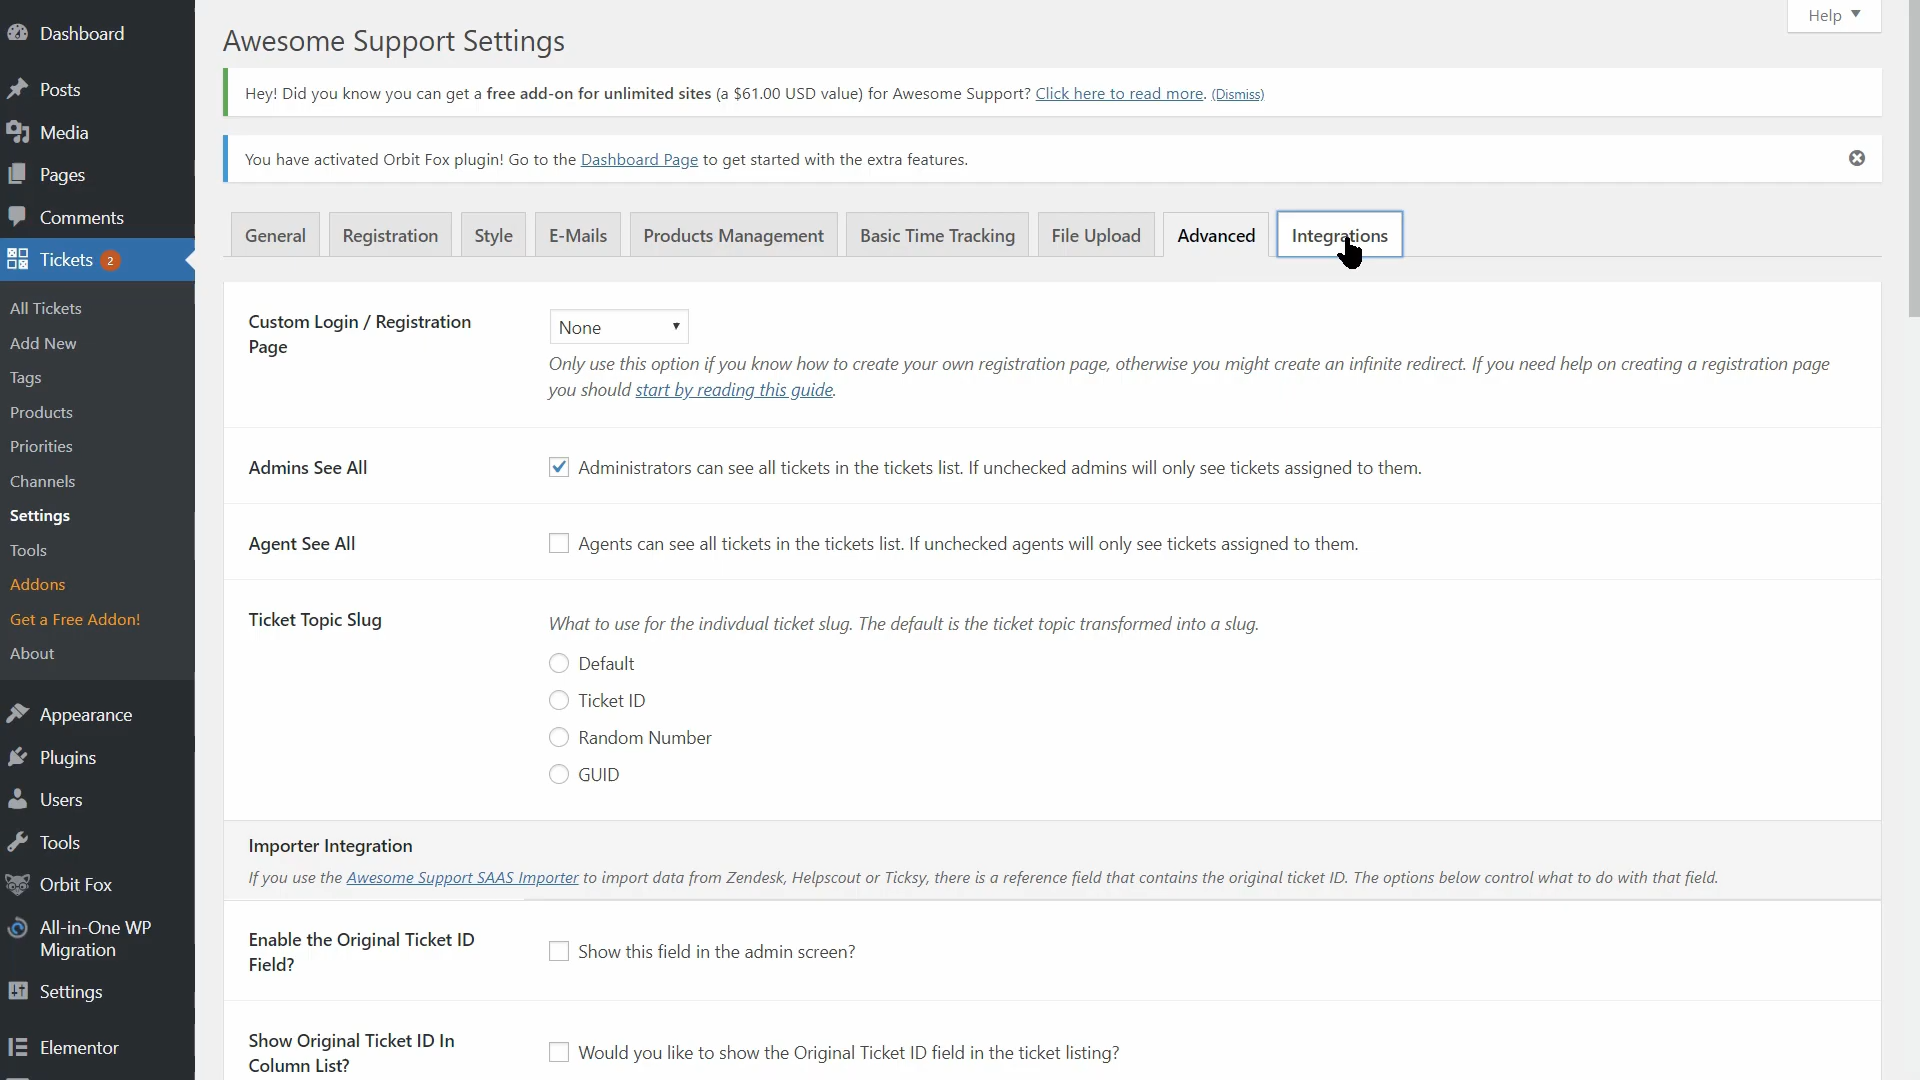 Dashboard
Posts
Media
Pages
Comments
Tickets 2
All Tickets
Add New
Tags
Products
Priorities
Channels
Settings
Tools
Addons
Get a Free Addon!
About
Appearance
Plugins
Users
Tools
Orbit Fox
All-in-One WP
Migration
Settings
Elementor
Help
Awesome Support Settings
Hey! Did you know you can get a free add-on for unlimited sites (a $61.00 USD value) for Awesome Support? Click here to read more. (Dismiss)
You have activated Orbit Fox plugin! Go to the Dashboard Page to get started with the extra features.
General Registration Style E-Mails Products Management Basic Time Tracking File Upload Advanced Integrations
Custom Login / Registration
Page
None
Only use this option if you know how to create your own registration page, otherwise you might create an infinite redirect. If you need help on creating a registration page
you should start by reading this guide.
Admins See All
Administrators can see all tickets in the tickets list. If unchecked admins will only see tickets assigned to them.
Agent See All
Agents can see all tickets in the tickets list. If unchecked agents will only see tickets assigned to them.
Ticket Topic Slug
What to use for the indivdual ticket slug. The default is the ticket topic transformed into a slug.
Default
Ticket ID
Random Number
GUID
Importer Integration
If you use the Awesome Support SAAS Importer to import data from Zendesk, Helpscout or Ticksy, there is a reference field that contains the original ticket ID. The options below control what to do with that field.
Enable the Original Ticket ID
Field?
Show this field in the admin screen?
Show Original Ticket ID In
Column List?
Would you like to show the Original Ticket ID field in the ticket listing?